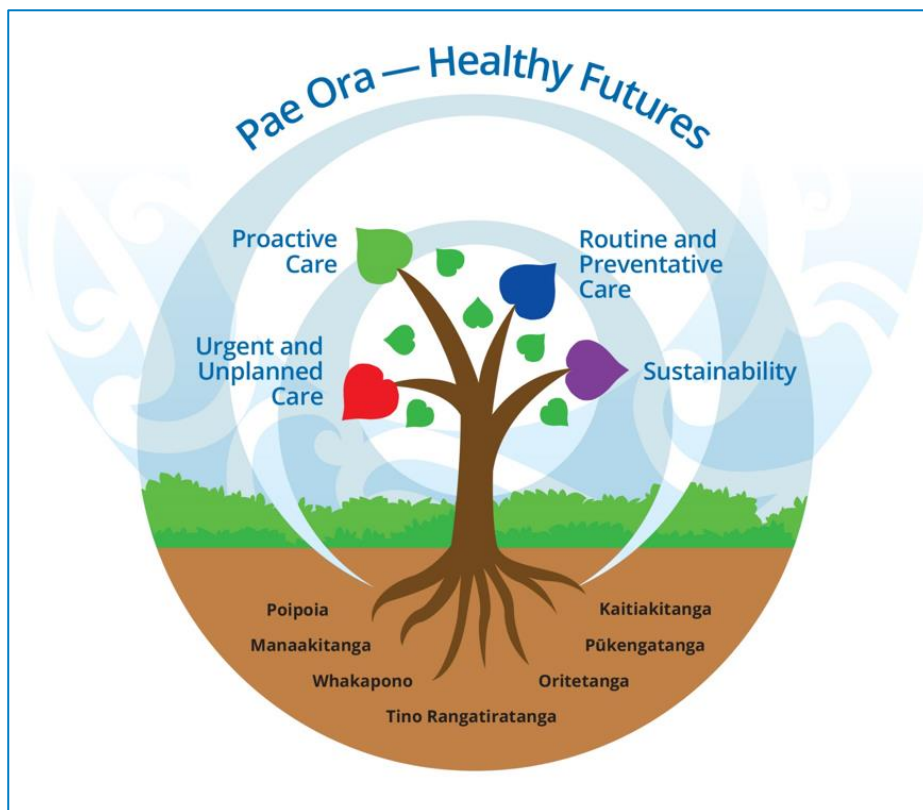 Pae Ora — Healthy Futures
Proactive
Care
Routine and
Preventative
Care
Urgent and
Unplanned
Care
Sustainability
Poipoia
Kaitiakitanga
Manaakitanga
Pūkengatanga
Whakapono
Oritetanga
Tino Rangatiratanga